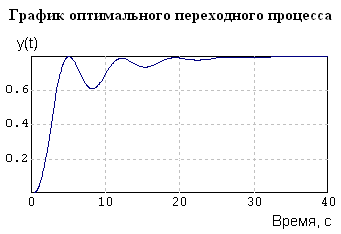 График оптимального переходного процесса
y(t)
0.6
0.4
0.2
0 10 20 30 40
Время, с